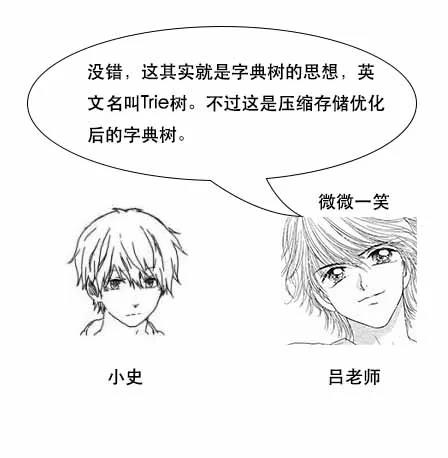 没错，这其实就是字典树的思想，英
文名叫Trie树。不过这是压缩存储优化
后的字典树。
微微一笑
小史
吕老师